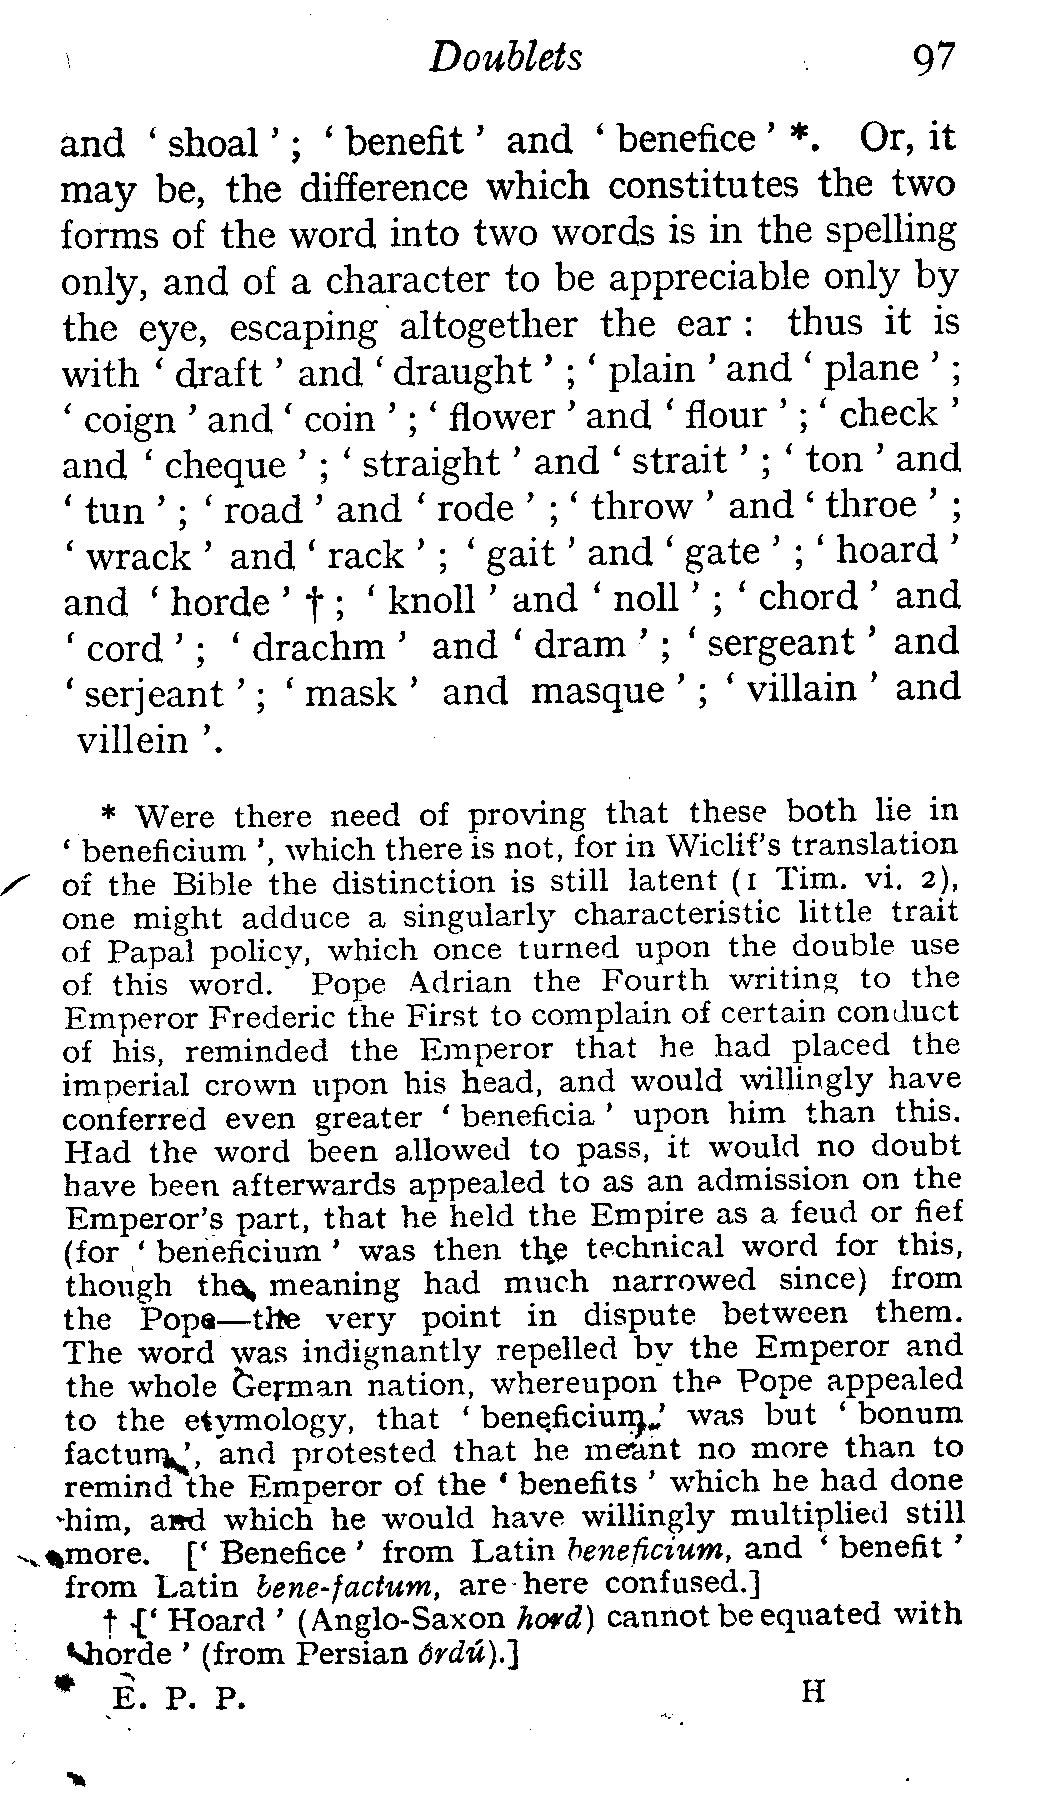 Doublets 97
and ‘ shoal ’ ; ‘ benefit ’ and ‘ benefice ’ *. Or, it
may be, the difference which constitutes the two
forms of the word into two words is in the spelling
only, and of a character to be appreciable only by
the eye, escaping altogether the ear : thus it is
with ‘ draft ’ and ‘ draught ’ ; ‘ plain ’ and ‘ plane ’ ;
‘ coign ’ and ‘ coin ’ ; ‘ flower ’ and ‘ flour ’ ; ‘ check ’
and ‘ cheque ’ ; ‘ straight ’ and ‘ strait ’ ; ‘ ton ’ and
‘ tun ’ ; ‘ road ’ and ‘ rode ’ ; ‘ throw ’ and ‘ throe ’ ;
‘ wrack ’ and ‘ rack ’ ; ‘ gait ’ and ‘ gate ’ ; ‘ hoard ’
and ‘ horde ’ † ; ‘ knoll ’ and ‘ noll ’ ; ‘ chord ’ and
‘ cord ’ ; ‘ drachm ’ and ‘ dram ’ ; ‘ sergeant ’ and
‘ serjeant ’ ; ‘ mask ’ and masque ’ ; ‘ villain ’ and
villein ’.
* Were there need of proving that these both lie in
‘ beneficium ’, which there is not, for in Wiclif’s translation
of the Bible the distinction is still latent (1 Tim. vi. 2),
one might adduce a singularly characteristic little trait
of Papal policy, which once turned upon the double use
of this word. Pope Adrian the Fourth writing to the
Emperor Frederic the First to complain of certain conduct
of his, reminded the Emperor that he had placed the
imperial crown upon his head, and would willingly have
conferred even greater ‘ beneficia ’ upon him than this.
Had the word been allowed to pass, it would no doubt
have been afterwards appealed to as an admission on the
Emperor’s part, that he held the Empire as a feud or fief
(for ‘ beneficium ’ was then the technical word for this,
though the meaning had much narrowed since) from
the Pope—the very point in dispute between them.
The word was indignantly repelled by the Emperor and
the whole German nation, whereupon the Pope appealed
to the etymology, that ‘ beneficium ’ was but ‘ bonum
factum ’, and protested that he meant no more than to
remind the Emperor of the ‘ benefits ’ which he had done
him, and which he would have willingly multiplied still
more. [‘ Benefice ’ from Latin beneficium, and ‘ benefit ’
from Latin bene-factum, are here confused.]
† [‘ Hoard ’ (Anglo-Saxon hord) cannot be equated with
‘ horde ’ (from Persian ôrdú).]
E. P. P. H